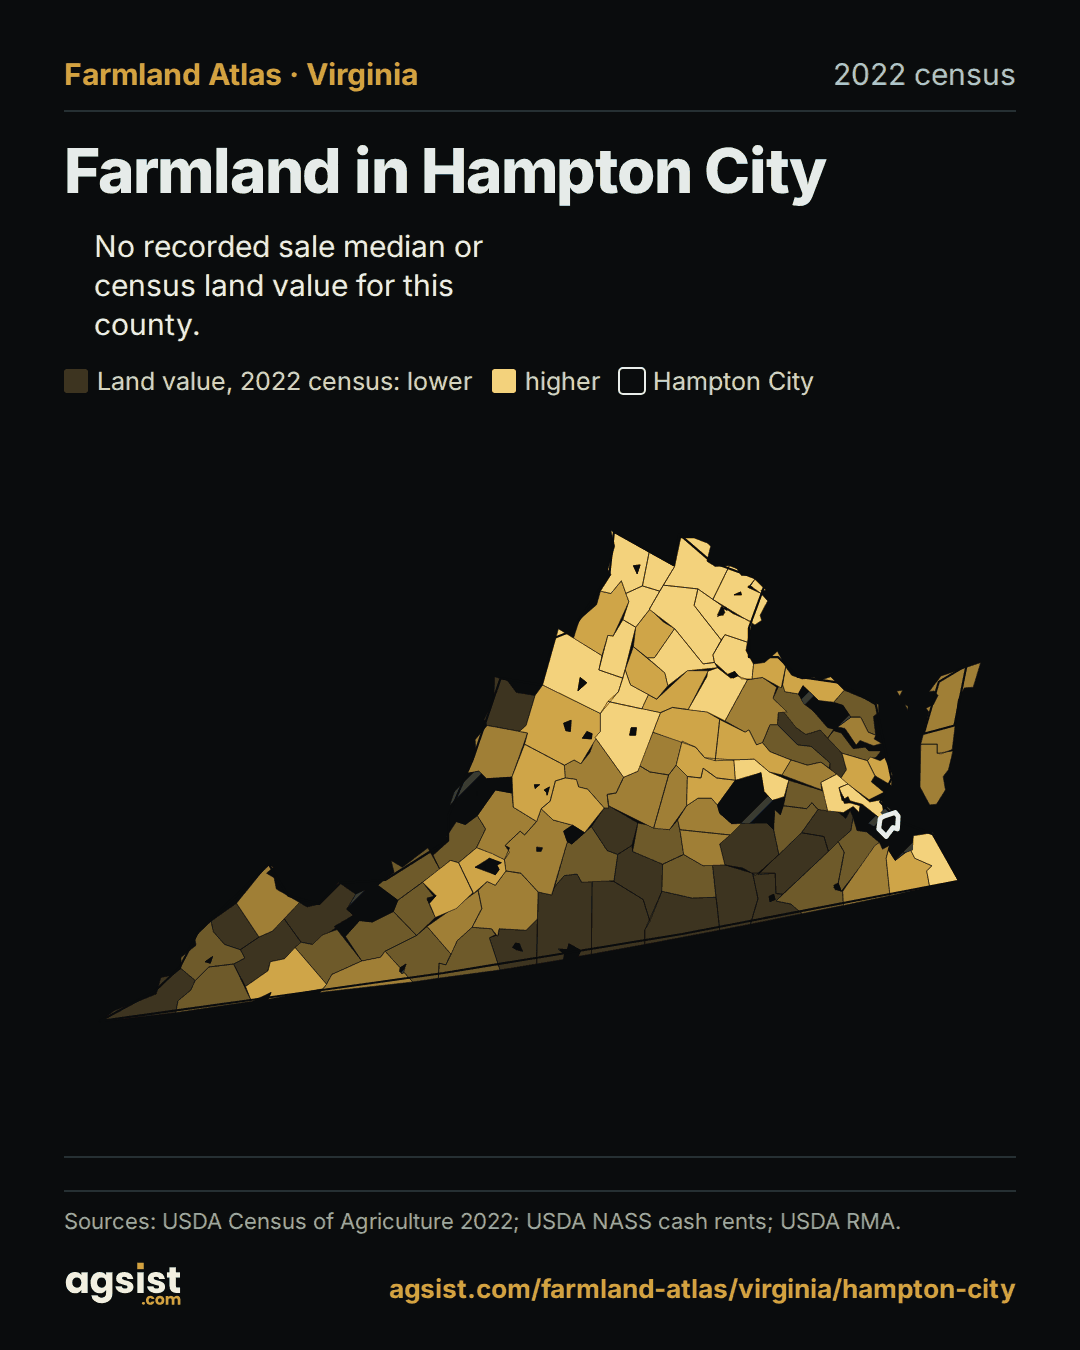 Farmland Atlas · Virginia
2022 census
Farmland in Hampton City
No recorded sale median or
census land value for this
county.
Land value, 2022 census: lower
higher
Hampton City
Sources: USDA Census of Agriculture 2022; USDA NASS cash rents; USDA RMA.
agsist
.com
agsist.com/farmland-atlas/virginia/hampton-city